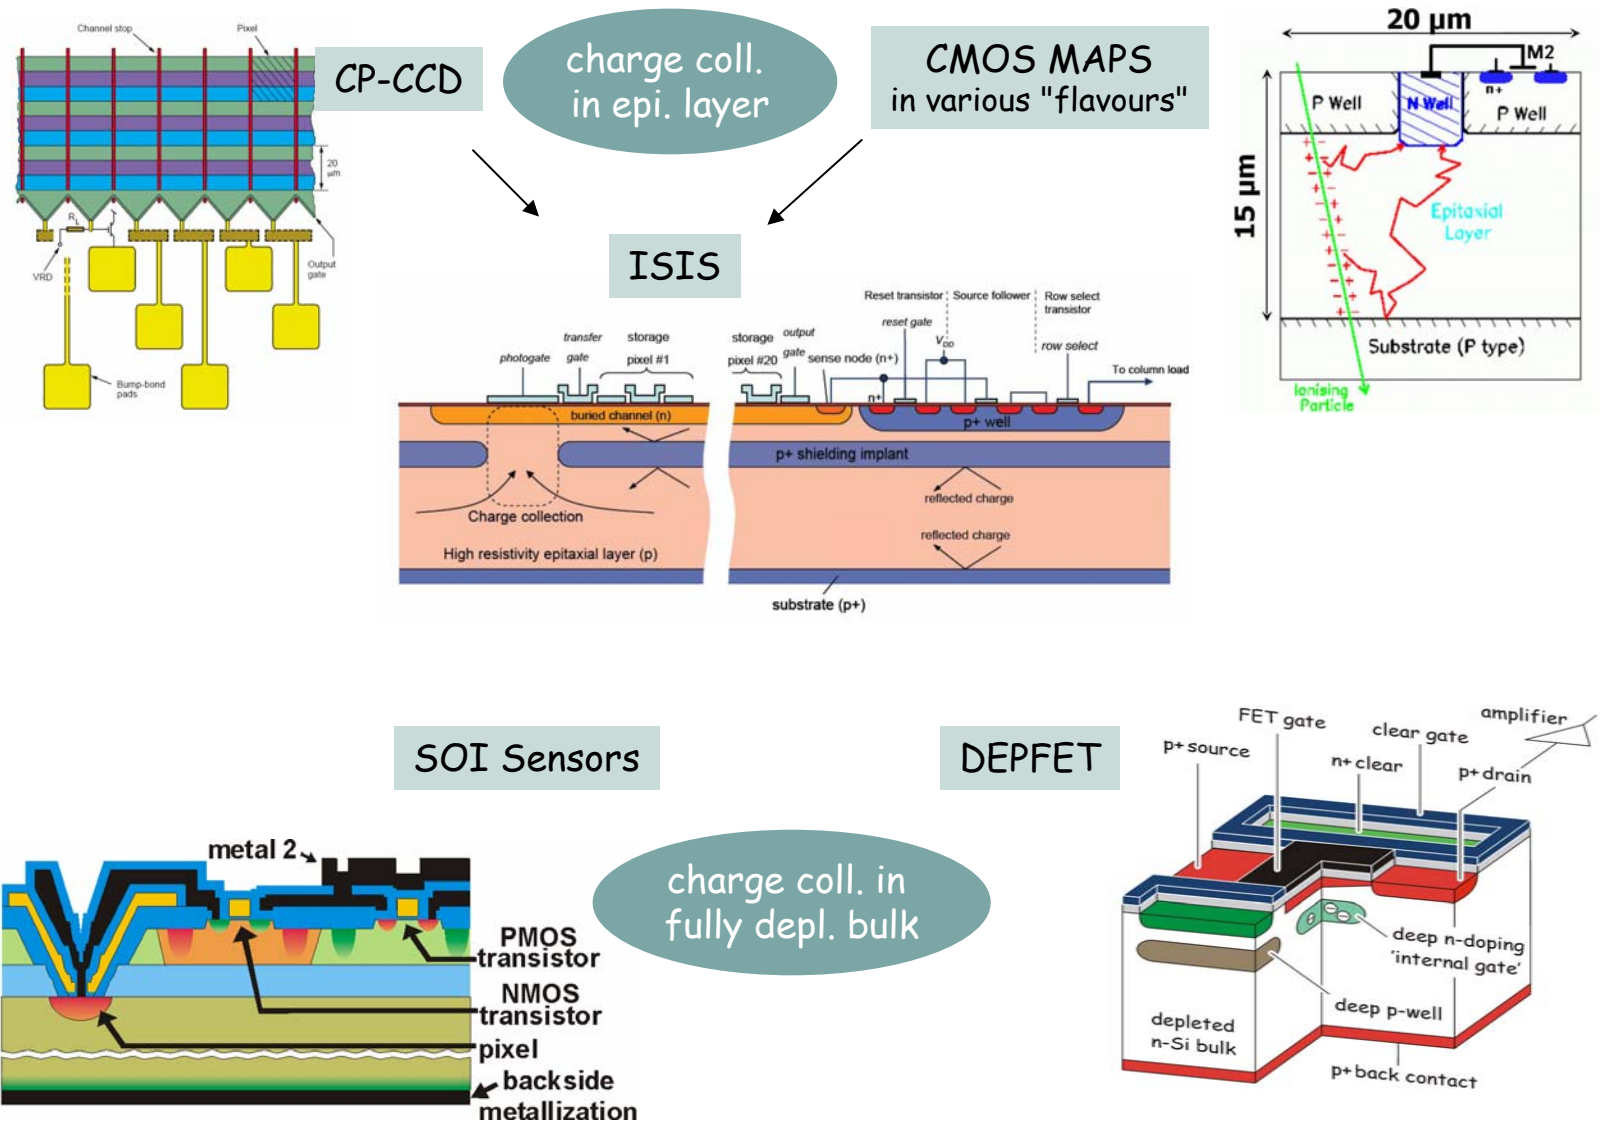 Channel stop
Pixel
20
µm
R_L
VRD
Output
gate
Bump-bond
pads
CP-CCD
charge coll.
in epi. layer
CMOS MAPS
in various "flavours"
20 µm
M2
n+
P Well
N Well
P Well
15 µm
Epitaxial
Layer
Substrate (P type)
Ionising
Particle
ISIS
Reset transistor
Source follower
Row select
transistor
reset gate
V_DD
row select
To column load
photogate
transfer
gate
storage
pixel #1
storage
pixel #20
output
gate
sense node (n+)
n+
buried channel (n)
p+ well
p+ shielding implant
reflected charge
Charge collection
reflected charge
High resistivity epitaxial layer (p)
substrate (p+)
SOI Sensors
DEPFET
metal 2
PMOS
transistor
NMOS
transistor
pixel
backside
metallization
charge coll. in
fully depl. bulk
FET gate
amplifier
clear gate
p+ source
n+ clear
p+ drain
deep n-doping
'internal gate'
deep p-well
depleted
n-Si bulk
p+ back contact